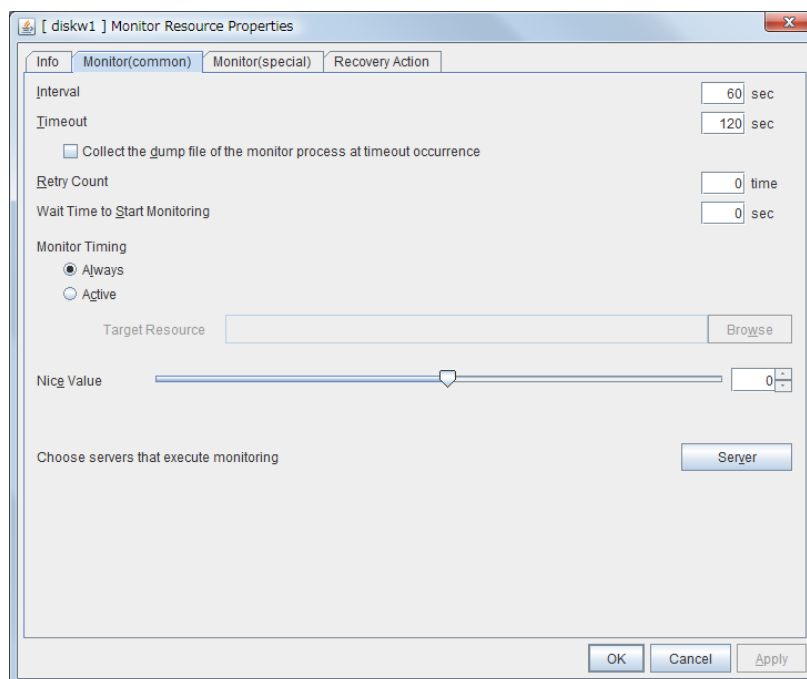 [ diskw1 ] Monitor Resource Properties
Info Monitor(common) Monitor(special) Recovery Action
Interval 60 sec
Timeout 120 sec
Collect the dump file of the monitor process at timeout occurrence
Retry Count 0 time
Wait Time to Start Monitoring 0 sec
Monitor Timing
Always
Active
Target Resource Browse
Nice Value 0
Choose servers that execute monitoring Server
OK Cancel Apply